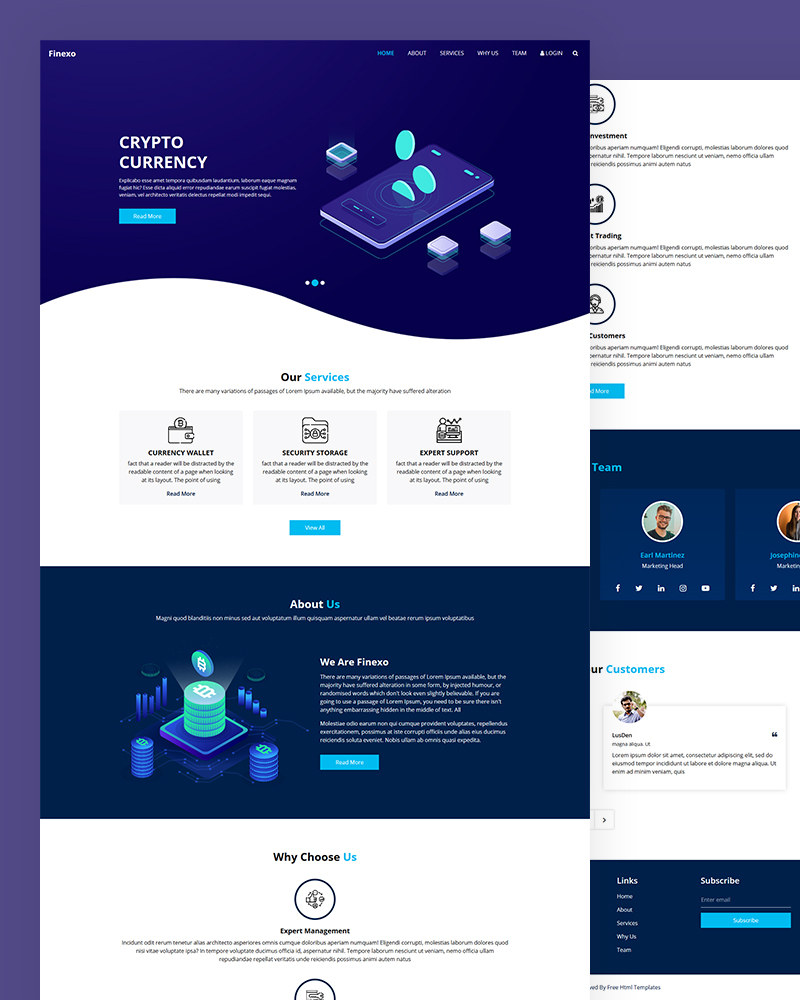 Finexo
HOME ABOUT SERVICES WHY US TEAM LOGIN
CRYPTO
CURRENCY
Explicabo esse amet tempora quibusdam laudantium, laborum eaque magnam
fugiat hic? Esse dicta aliquid error repudiandae earum suscipit fugiat molestias,
veniam, vel architecto veritatis delectus repellat modi impedit sequi.
Read More
Our Services
There are many variations of passages of Lorem Ipsum available, but the majority have suffered alteration
CURRENCY WALLET
fact that a reader will be distracted by the
readable content of a page when looking
at its layout. The point of using
Read More
SECURITY STORAGE
fact that a reader will be distracted by the
readable content of a page when looking
at its layout. The point of using
Read More
EXPERT SUPPORT
fact that a reader will be distracted by the
readable content of a page when looking
at its layout. The point of using
Read More
View All
About Us
Magni quod blanditiis non minus sed aut voluptatum illum quisquam aspernatur ullam vel beatae rerum ipsum voluptatibus
We Are Finexo
There are many variations of passages of Lorem Ipsum available, but the
majority have suffered alteration in some form, by injected humour, or
randomised words which don't look even slightly believable. If you are
going to use a passage of Lorem Ipsum, you need to be sure there isn't
anything embarrassing hidden in the middle of text. All
Molestiae odio earum non qui cumque provident voluptates, repellendus
exercitationem, possimus at iste corrupti officiis unde alias eius ducimus
reiciendis soluta eveniet. Nobis ullam ab omnis quasi expedita.
Read More
Why Choose Us
Expert Management
Incidunt odit rerum tenetur alias architecto asperiores omnis cumque doloribus aperiam numquam! Eligendi corrupti, molestias laborum dolores quod
nisi vitae voluptate ipsa? In tempore voluptate ducimus officia id, aspernatur nihil. Tempore laborum nesciunt ut veniam, nemo officia ullam
repudiandae repellat veritatis unde reiciendis possimus animi autem natus
nvestment
oribus aperiam numquam! Eligendi corrupti, molestias laborum dolores quod
pernatur nihil. Tempore laborum nesciunt ut veniam, nemo officia ullam
reiciendis possimus animi autem natus
t Trading
oribus aperiam numquam! Eligendi corrupti, molestias laborum dolores quod
pernatur nihil. Tempore laborum nesciunt ut veniam, nemo officia ullam
reiciendis possimus animi autem natus
Customers
oribus aperiam numquam! Eligendi corrupti, molestias laborum dolores quod
pernatur nihil. Tempore laborum nesciunt ut veniam, nemo officia ullam
reiciendis possimus animi autem natus
d More
Team
Earl Martinez
Marketing Head
Josephin
Marketin
ur Customers
LusDen
magna aliqua. Ut
Lorem ipsum dolor sit amet, consectetur adipiscing elit, sed do
eiusmod tempor incididunt ut labore et dolore magna aliqua. Ut
enim ad minim veniam, quis
Links
Home
About
Services
Why Us
Team
Subscribe
Enter email
Subscribe
ved By Free Html Templates